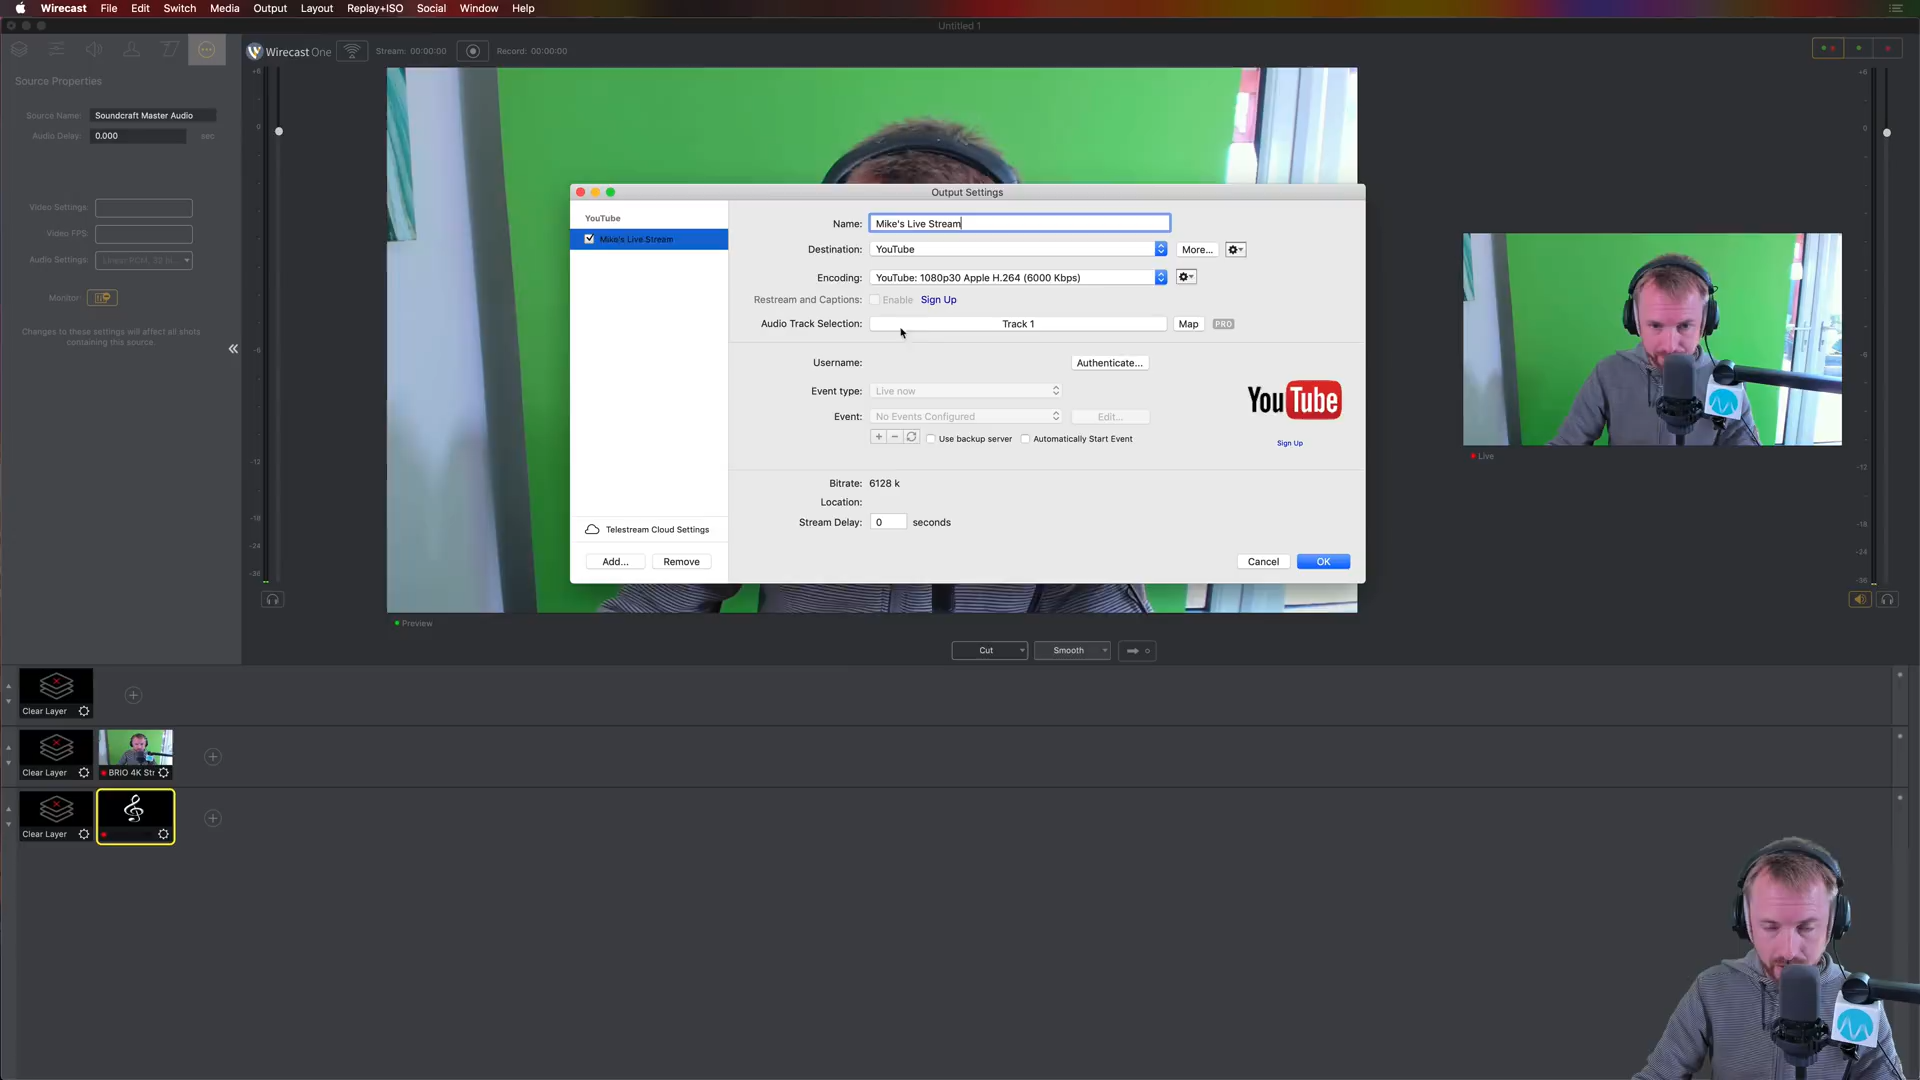 Wirecast File Edit Switch Media Output Layout Replay+ISO Social Window Help
Untitled 1
Wirecast One Stream: 00:00:00 Record: 00:00:00
Source Properties
Source Name: Soundcraft Master Audio
Audio Delay: 0.000 sec
Video Settings:
Video FPS:
Audio Settings:
Monitor:
Changes to these settings will affect all shots
containing this source.
Output Settings
YouTube
Mike's Live Stream
Telestream Cloud Settings
Add... Remove
Name: Mike's Live Stream
Destination: YouTube More...
Encoding: YouTube: 1080p30 Apple H.264 (6000 Kbps)
Restream and Captions: Enable Sign Up
Audio Track Selection: Track 1 Map PRO
Username: Authenticate...
Event type: Live now
Event: No Events Configured Edit...
Use backup server Automatically Start Event
YouTube
Sign Up
Bitrate: 6128 k
Location:
Stream Delay: 0 seconds
Cancel OK
Live
Preview
Cut Smooth
Clear Layer
Clear Layer BRIO 4K Str
Clear Layer